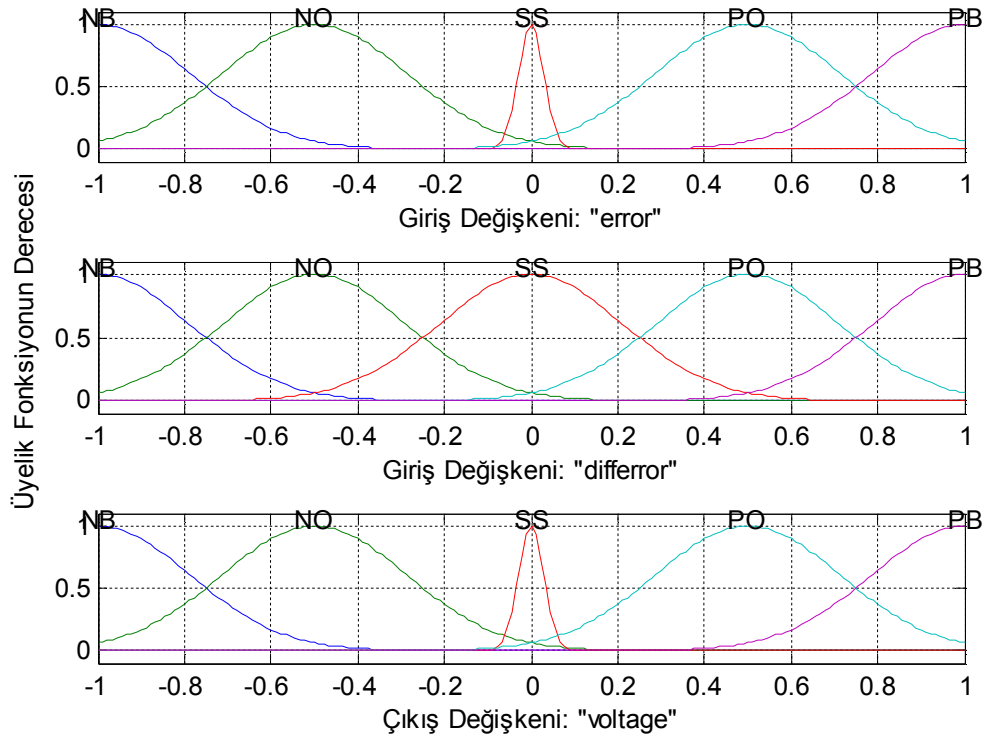 Üyelik Fonksiyonun Derecesi
NB NO SS PO PB
1
0.5
0
-1 -0.8 -0.6 -0.4 -0.2 0 0.2 0.4 0.6 0.8 1
Giriş Değişkeni: "error"
NB NO SS PO PB
1
0.5
0
-1 -0.8 -0.6 -0.4 -0.2 0 0.2 0.4 0.6 0.8 1
Giriş Değişkeni: "differror"
NB NO SS PO PB
1
0.5
0
-1 -0.8 -0.6 -0.4 -0.2 0 0.2 0.4 0.6 0.8 1
Çıkış Değişkeni: "voltage"